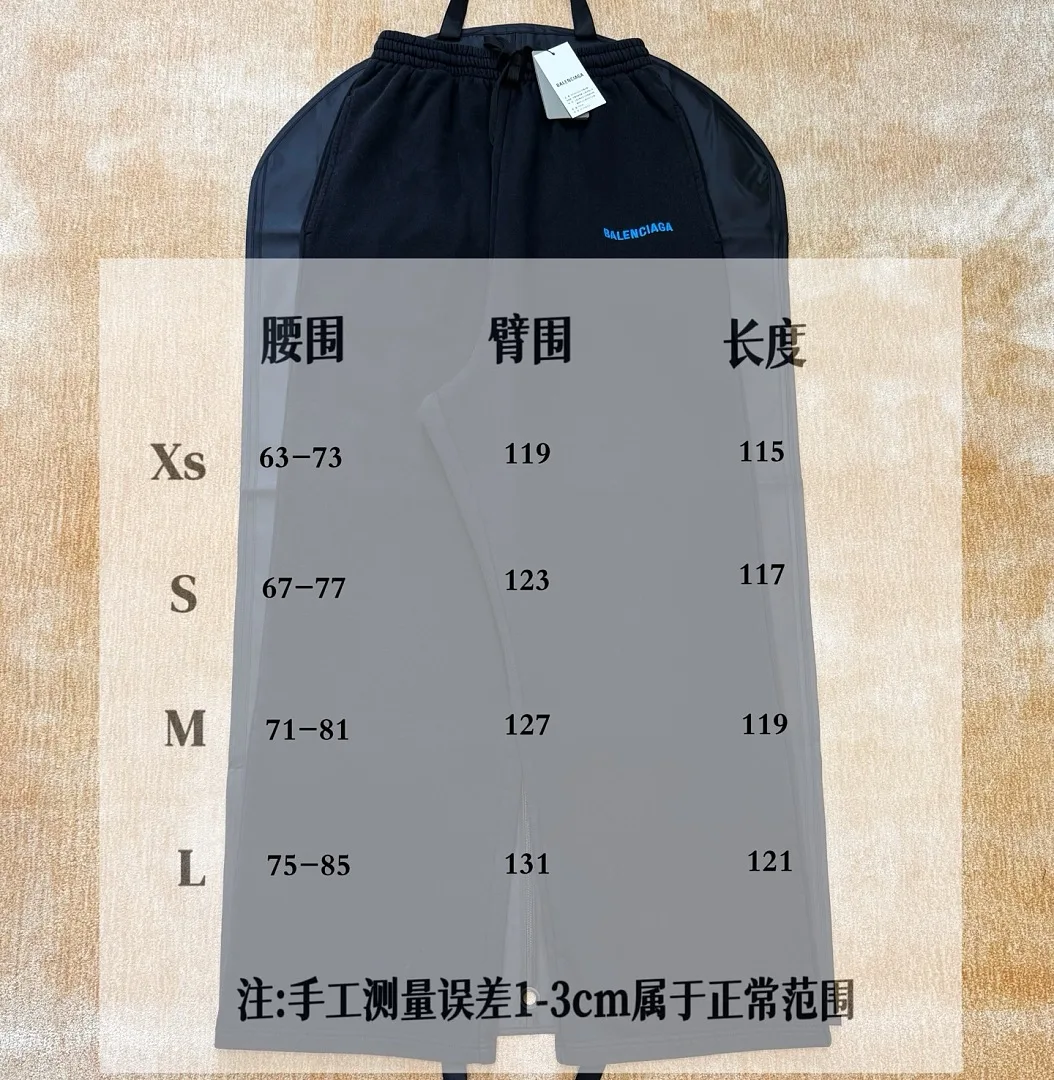 BALENCIAGA
BALENCIAGA
腰围 臂围 长度
Xs 63-73 119 115
S 67-77 123 117
M 71-81 127 119
L 75-85 131 121
注:手工测量误差1-3cm属于正常范围